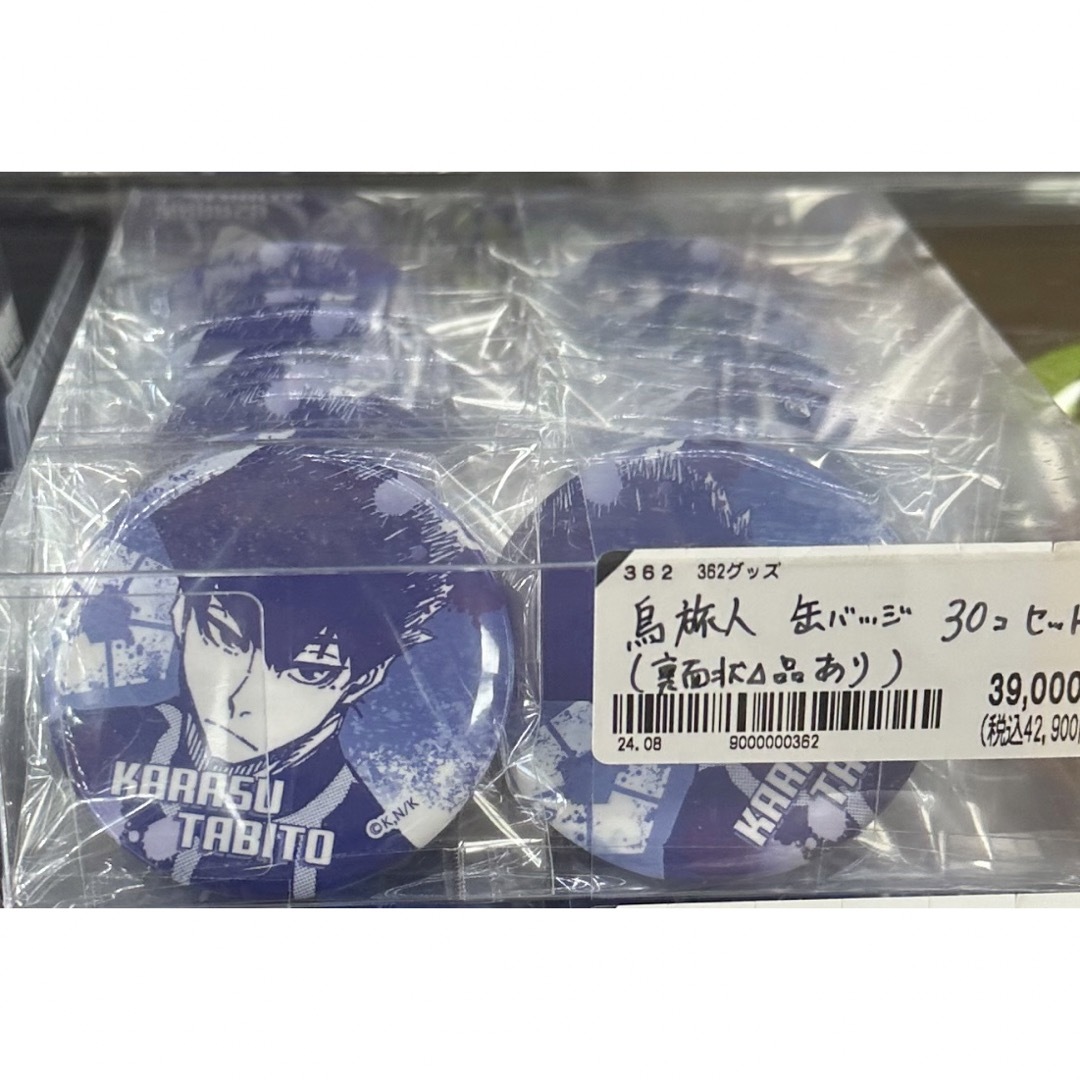 KARASU
TABITO
©K.N/K
362 362グッズ
烏旅人 缶バッジ 30コ セット
(裏面状△品あり)
39,000
(税込42,900
24.08 9000000362
KARA
TA